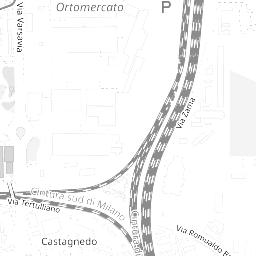 Ortomercato
P
Via Varsavia
Via Zama
Cintura sud di Milano
Via Tertulliano
Castagnedo
Via Romualdo